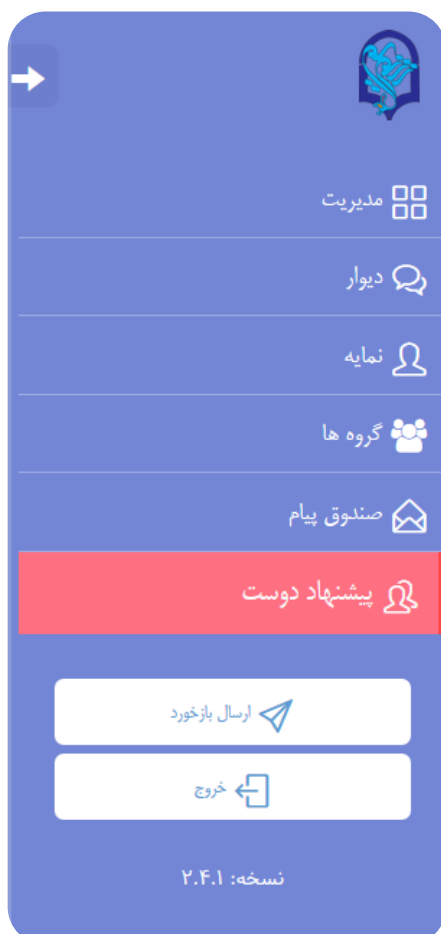 مدیریت
دیوار
نمایه
گروه ها
صندوق پیام
پیشنهاد دوست
ارسال بازخورد
خروج
نسخه: ۲.۴.۱